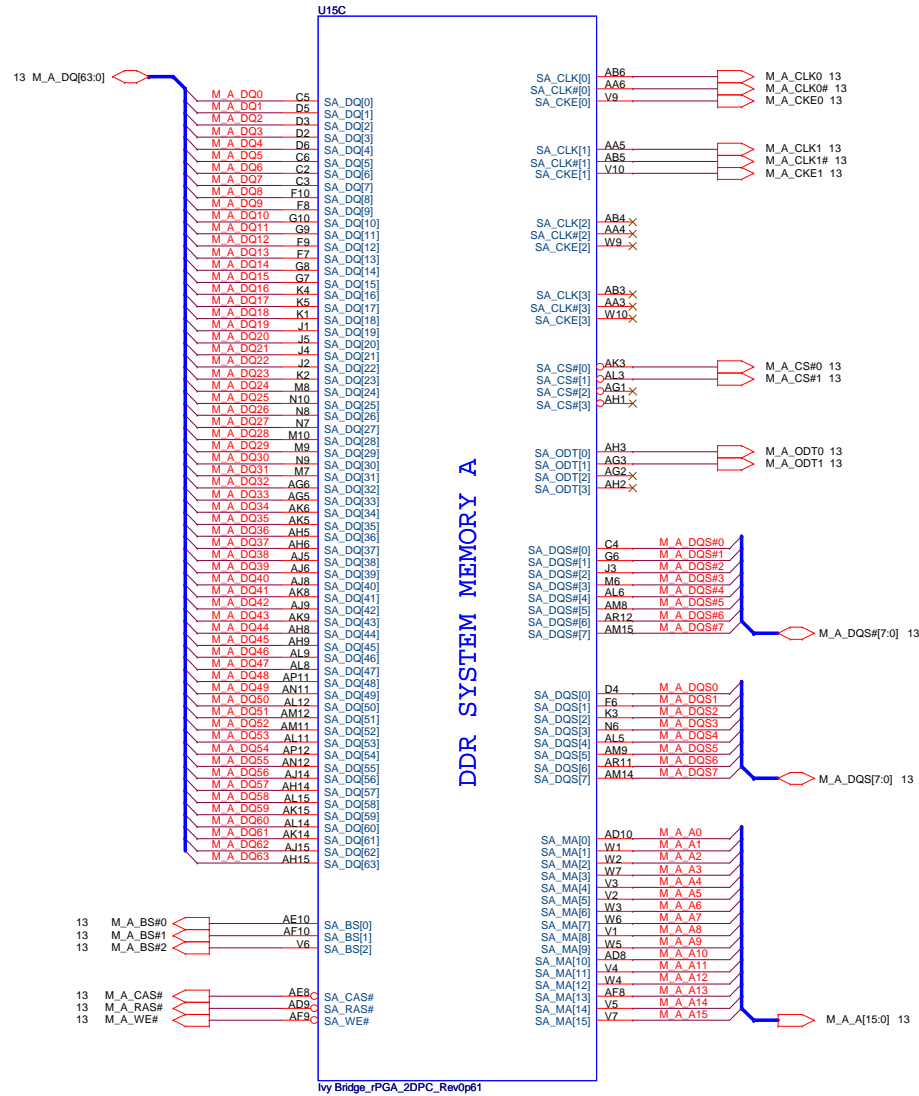 U15C
13 M_A_DQ[63:0]
M_A_DQ0 C5 SA_DQ[0]
M_A_DQ1 D5 SA_DQ[1]
M_A_DQ2 D3 SA_DQ[2]
M_A_DQ3 D2 SA_DQ[3]
M_A_DQ4 D6 SA_DQ[4]
M_A_DQ5 C6 SA_DQ[5]
M_A_DQ6 C2 SA_DQ[6]
M_A_DQ7 C3 SA_DQ[7]
M_A_DQ8 F10 SA_DQ[8]
M_A_DQ9 F8 SA_DQ[9]
M_A_DQ10 G10 SA_DQ[10]
M_A_DQ11 G9 SA_DQ[11]
M_A_DQ12 F9 SA_DQ[12]
M_A_DQ13 F7 SA_DQ[13]
M_A_DQ14 G8 SA_DQ[14]
M_A_DQ15 G7 SA_DQ[15]
M_A_DQ16 K4 SA_DQ[16]
M_A_DQ17 K5 SA_DQ[17]
M_A_DQ18 K1 SA_DQ[18]
M_A_DQ19 J1 SA_DQ[19]
M_A_DQ20 J5 SA_DQ[20]
M_A_DQ21 J4 SA_DQ[21]
M_A_DQ22 J2 SA_DQ[22]
M_A_DQ23 K2 SA_DQ[23]
M_A_DQ24 M8 SA_DQ[24]
M_A_DQ25 N10 SA_DQ[25]
M_A_DQ26 N8 SA_DQ[26]
M_A_DQ27 N7 SA_DQ[27]
M_A_DQ28 M10 SA_DQ[28]
M_A_DQ29 M9 SA_DQ[29]
M_A_DQ30 N9 SA_DQ[30]
M_A_DQ31 M7 SA_DQ[31]
M_A_DQ32 AG6 SA_DQ[32]
M_A_DQ33 AG5 SA_DQ[33]
M_A_DQ34 AK6 SA_DQ[34]
M_A_DQ35 AK5 SA_DQ[35]
M_A_DQ36 AH5 SA_DQ[36]
M_A_DQ37 AH6 SA_DQ[37]
M_A_DQ38 AJ5 SA_DQ[38]
M_A_DQ39 AJ6 SA_DQ[39]
M_A_DQ40 AJ8 SA_DQ[40]
M_A_DQ41 AK8 SA_DQ[41]
M_A_DQ42 AJ9 SA_DQ[42]
M_A_DQ43 AK9 SA_DQ[43]
M_A_DQ44 AH8 SA_DQ[44]
M_A_DQ45 AH9 SA_DQ[45]
M_A_DQ46 AL9 SA_DQ[46]
M_A_DQ47 AL8 SA_DQ[47]
M_A_DQ48 AP11 SA_DQ[48]
M_A_DQ49 AN11 SA_DQ[49]
M_A_DQ50 AL12 SA_DQ[50]
M_A_DQ51 AM12 SA_DQ[51]
M_A_DQ52 AM11 SA_DQ[52]
M_A_DQ53 AL11 SA_DQ[53]
M_A_DQ54 AP12 SA_DQ[54]
M_A_DQ55 AN12 SA_DQ[55]
M_A_DQ56 AJ14 SA_DQ[56]
M_A_DQ57 AH14 SA_DQ[57]
M_A_DQ58 AL15 SA_DQ[58]
M_A_DQ59 AK15 SA_DQ[59]
M_A_DQ60 AL14 SA_DQ[60]
M_A_DQ61 AK14 SA_DQ[61]
M_A_DQ62 AJ15 SA_DQ[62]
M_A_DQ63 AH15 SA_DQ[63]
13 M_A_BS#0 AE10 SA_BS[0]
13 M_A_BS#1 AF10 SA_BS[1]
13 M_A_BS#2 V6 SA_BS[2]
13 M_A_CAS# AE8 SA_CAS#
13 M_A_RAS# AD9 SA_RAS#
13 M_A_WE# AF9 SA_WE#
DDR SYSTEM MEMORY A
SA_CLK[0] AB6 M_A_CLK0 13
SA_CLK#[0] AA6 M_A_CLK0# 13
SA_CKE[0] V9 M_A_CKE0 13
SA_CLK[1] AA5 M_A_CLK1 13
SA_CLK#[1] AB5 M_A_CLK1# 13
SA_CKE[1] V10 M_A_CKE1 13
SA_CLK[2] AB4
SA_CLK#[2] AA4
SA_CKE[2] W9
SA_CLK[3] AB3
SA_CLK#[3] AA3
SA_CKE[3] W10
SA_CS#[0] AK3 M_A_CS#0 13
SA_CS#[1] AL3 M_A_CS#1 13
SA_CS#[2] AG1
SA_CS#[3] AH1
SA_ODT[0] AH3 M_A_ODT0 13
SA_ODT[1] AG3 M_A_ODT1 13
SA_ODT[2] AG2
SA_ODT[3] AH2
SA_DQS#[0] C4 M_A_DQS#0
SA_DQS#[1] G6 M_A_DQS#1
SA_DQS#[2] J3 M_A_DQS#2
SA_DQS#[3] M6 M_A_DQS#3
SA_DQS#[4] AL6 M_A_DQS#4
SA_DQS#[5] AM8 M_A_DQS#5
SA_DQS#[6] AR12 M_A_DQS#6
SA_DQS#[7] AM15 M_A_DQS#7
M_A_DQS#[7:0] 13
SA_DQS[0] D4 M_A_DQS0
SA_DQS[1] F6 M_A_DQS1
SA_DQS[2] K3 M_A_DQS2
SA_DQS[3] N6 M_A_DQS3
SA_DQS[4] AL5 M_A_DQS4
SA_DQS[5] AM9 M_A_DQS5
SA_DQS[6] AR11 M_A_DQS6
SA_DQS[7] AM14 M_A_DQS7
M_A_DQS[7:0] 13
SA_MA[0] AD10 M_A_A0
SA_MA[1] W1 M_A_A1
SA_MA[2] W2 M_A_A2
SA_MA[3] W7 M_A_A3
SA_MA[4] V3 M_A_A4
SA_MA[5] V2 M_A_A5
SA_MA[6] W3 M_A_A6
SA_MA[7] W6 M_A_A7
SA_MA[8] V1 M_A_A8
SA_MA[9] W5 M_A_A9
SA_MA[10] AD8 M_A_A10
SA_MA[11] V4 M_A_A11
SA_MA[12] W4 M_A_A12
SA_MA[13] AF8 M_A_A13
SA_MA[14] V5 M_A_A14
SA_MA[15] V7 M_A_A15
M_A_A[15:0] 13
Ivy Bridge_rPGA_2DPC_Rev0p61